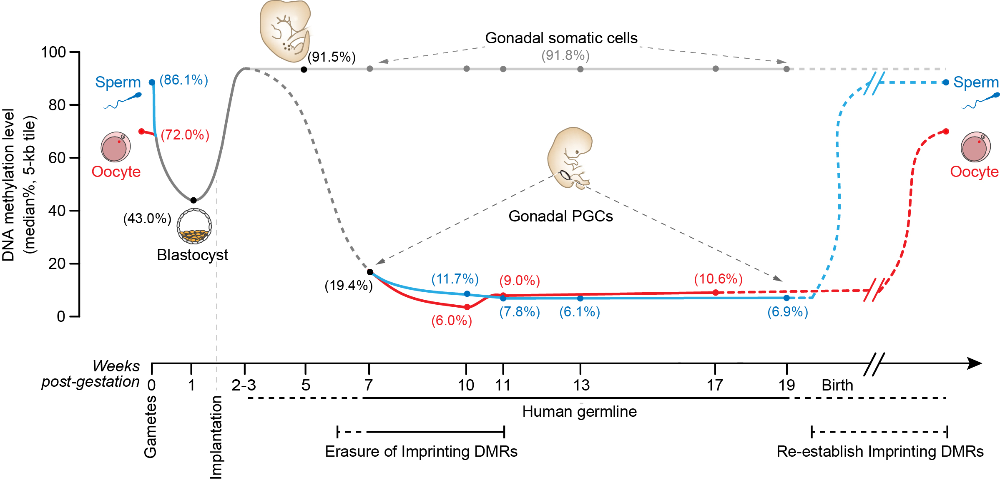 Gonadal somatic cells
(91.8%)
(91.5%)
100
80
60
40
20
0
DNA methylation level
(median%, 5-kb tile)
Sperm
(86.1%)
(72.0%)
Oocyte
(43.0%)
Blastocyst
Sperm
Oocyte
Gonadal PGCs
(19.4%)
(11.7%)
(9.0%)
(10.6%)
(6.0%)
(7.8%)
(6.1%)
(6.9%)
Weeks
post-gestation
0 1 2-3 5 7 10 11 13 17 19 Birth
Gametes
Implantation
Human germline
Erasure of Imprinting DMRs
Re-establish Imprinting DMRs